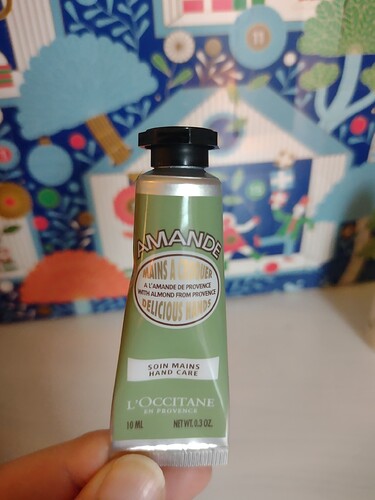 AMANDE
MAINS A CROQUER
A L'AMANDE DE PROVENCE
WITH ALMOND FROM PROVENCE
DELICIOUS HANDS
SOIN MAINS
HAND CARE
L'OCCITANE
EN PROVENCE
10 ML NET WT. 0.3 OZ.
11